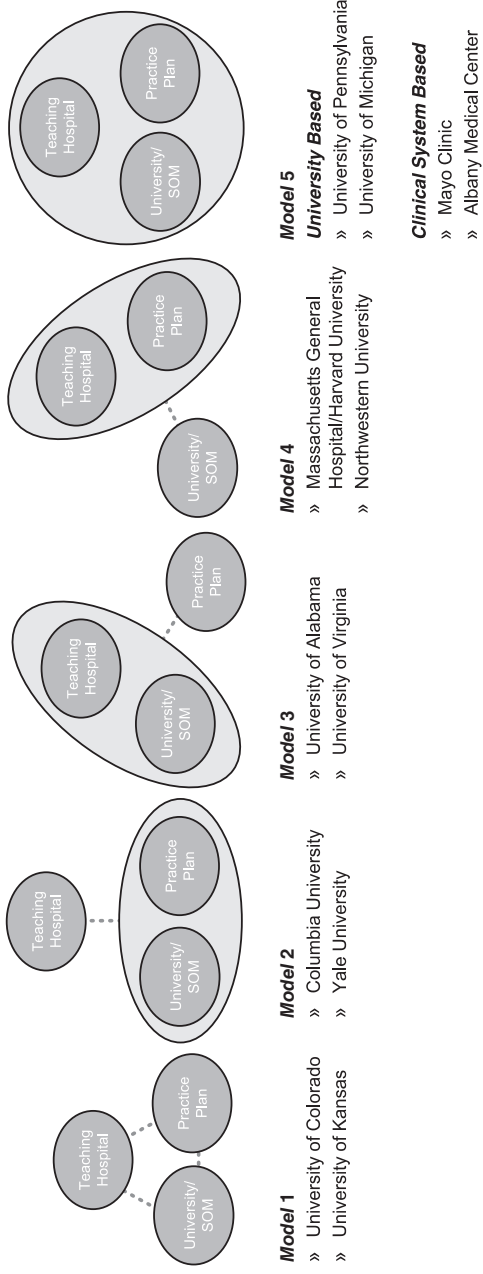 Teaching
Hospital
University/
SOM
Practice
Plan
Model 1
» University of Colorado
» University of Kansas
Teaching
Hospital
University/
SOM
Practice
Plan
Model 2
» Columbia University
» Yale University
Teaching
Hospital
University/
SOM
Practice
Plan
Model 3
» University of Alabama
» University of Virginia
Teaching
Hospital
University/
SOM
Practice
Plan
Model 4
» Massachusetts General
Hospital/Harvard University
» Northwestern University
Teaching
Hospital
University/
SOM
Practice
Plan
Model 5
University Based
» University of Pennsylvania
» University of Michigan
Clinical System Based
» Mayo Clinic
» Albany Medical Center